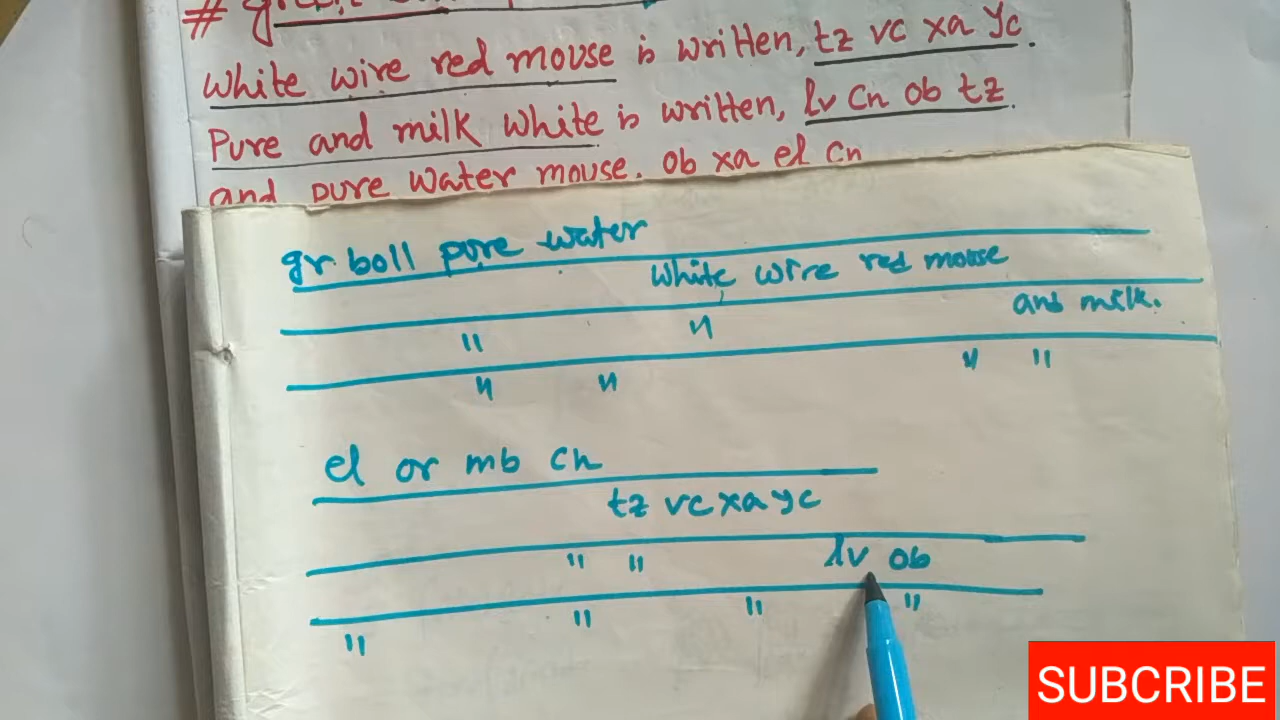 #
White wire red mouse is written, tz vc xa yc.
Pure and milk White is written, lv Cn Ob tz.
and pure Water mouse. Ob xa el Cn
gr boll pure water
White wire red mouse
" " and milk.
" " " "
el or mb Cn
tz vc xa yc
" " lv ob
" " " "
SUBCRIBE